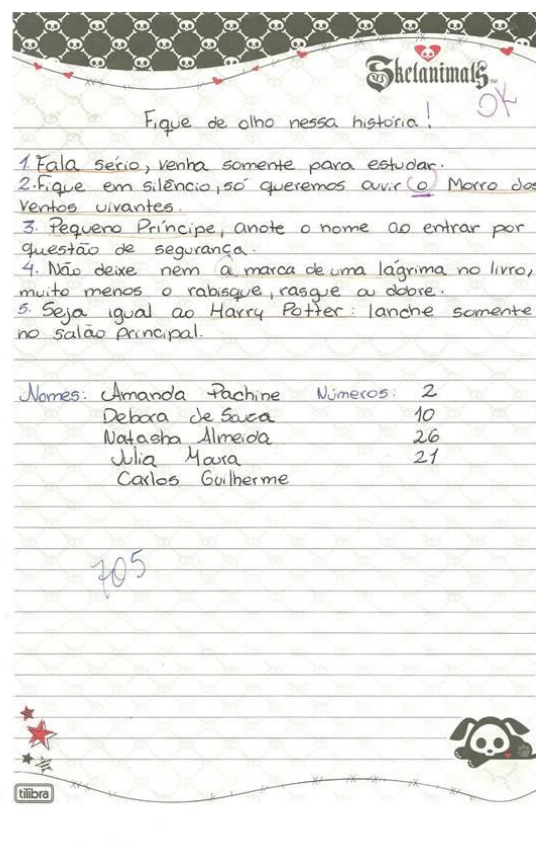 Skelanimals
OK
Fique de olho nessa história!
1. Fala sério, venha somente para estudar.
2. Fique em silêncio, só queremos ouvir o Morro dos
ventos uivantes.
3. Pequeno Príncipe, anote o nome ao entrar por
questão de segurança.
4. Não deixe nem a marca de uma lágrima no livro,
muito menos o rabisque, rasgue ou dobre.
5. Seja igual ao Harry Potter: lanche somente
no salão principal.
Nomes: Amanda Pachine Números: 2
Debora de Souza 10
Natasha Almeida 26
Julia Moura 21
Carlos Guilherme
705
tilibra